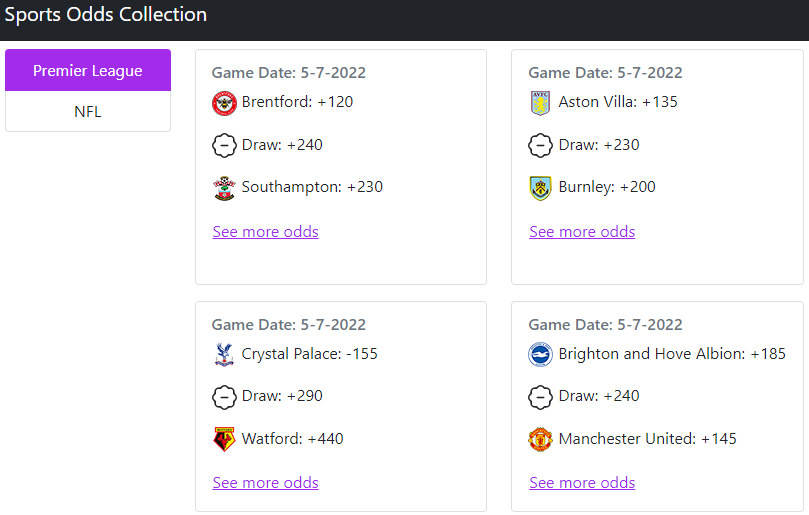 Sports Odds Collection
Premier League
NFL
Game Date: 5-7-2022
Brentford: +120
Draw: +240
Southampton: +230
See more odds
Game Date: 5-7-2022
Aston Villa: +135
Draw: +230
Burnley: +200
See more odds
Game Date: 5-7-2022
Crystal Palace: -155
Draw: +290
Watford: +440
See more odds
Game Date: 5-7-2022
Brighton and Hove Albion: +185
Draw: +240
Manchester United: +145
See more odds